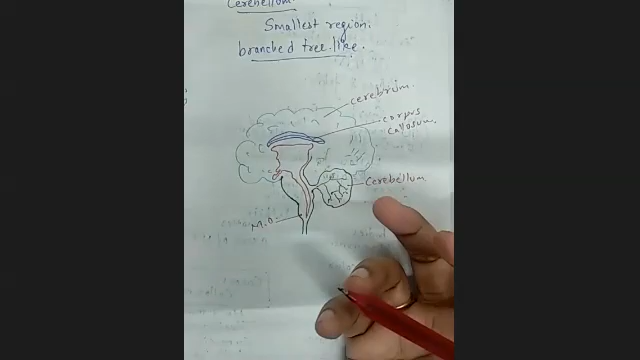 Cerebellum.
Smallest region.
branched tree like.
cerebrum.
corpus
callosum.
Cerebellum
M.O